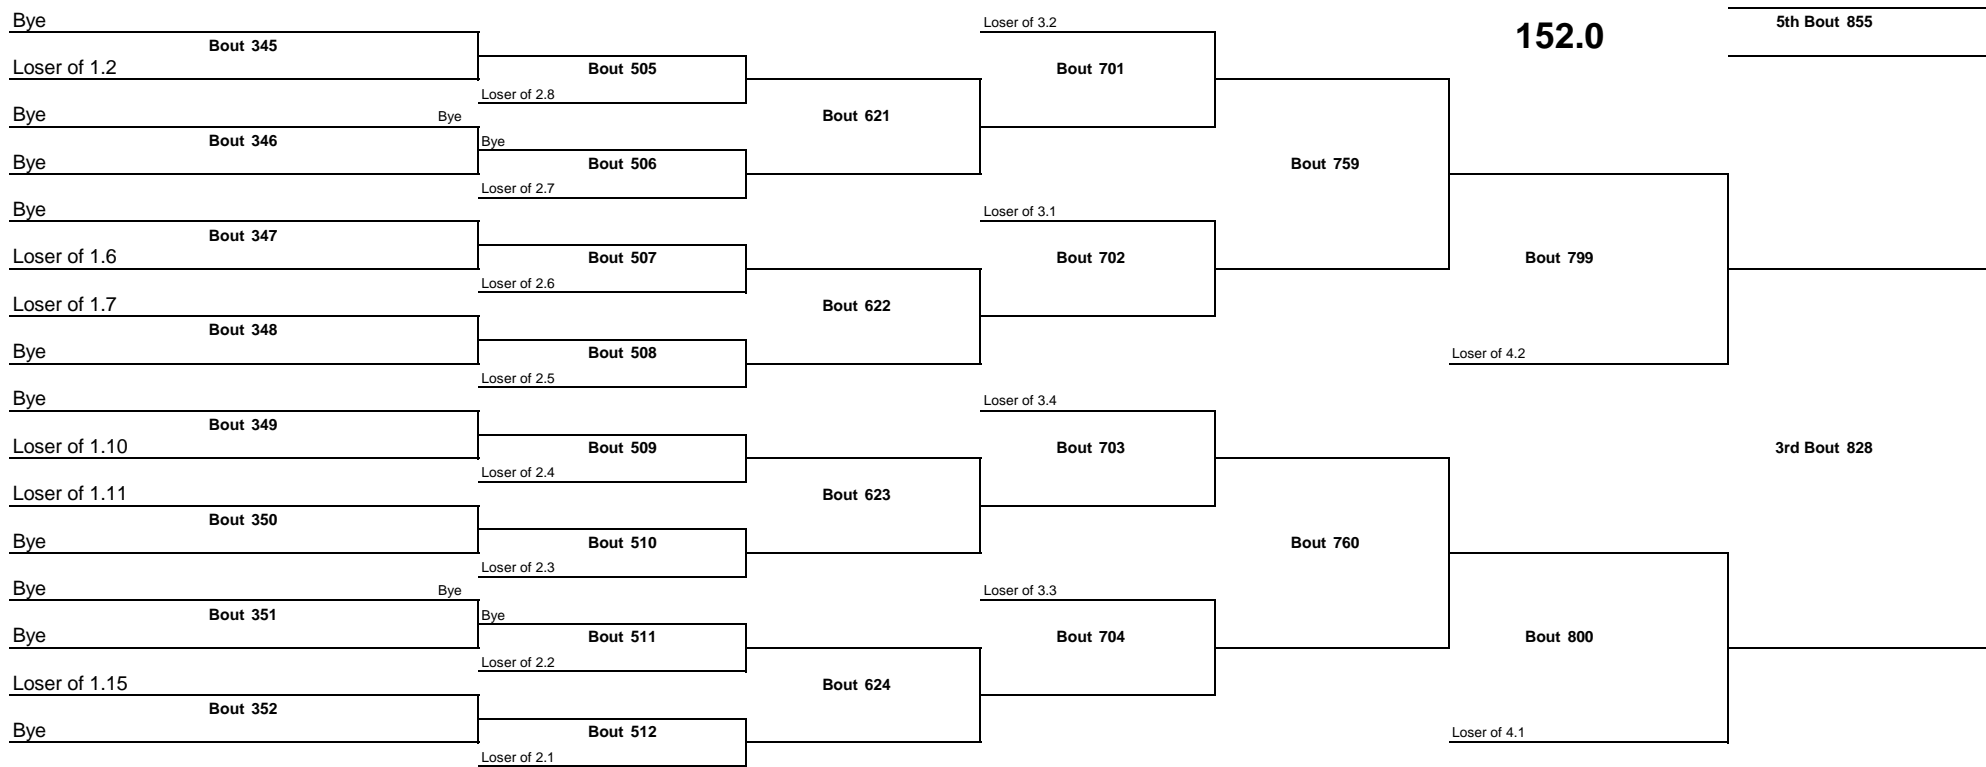 Bye
Bout 345
Loser of 1.2
Bye
Bye
Bout 346
Bye
Bye
Bout 347
Loser of 1.6
Loser of 1.7
Bout 348
Bye
Bye
Bout 349
Loser of 1.10
Loser of 1.11
Bout 350
Bye
Bye
Bye
Bout 351
Bye
Loser of 1.15
Bout 352
Bye
Bout 505
Loser of 2.8
Bye
Bout 506
Loser of 2.7
Bout 507
Loser of 2.6
Bout 508
Loser of 2.5
Bout 509
Loser of 2.4
Bout 510
Loser of 2.3
Bye
Bout 511
Loser of 2.2
Bout 512
Loser of 2.1
Bout 621
Bout 622
Bout 623
Bout 624
Loser of 3.2
Bout 701
Loser of 3.1
Bout 702
Loser of 3.4
Bout 703
Loser of 3.3
Bout 704
Bout 759
Bout 760
152.0
Bout 799
Loser of 4.2
Bout 800
Loser of 4.1
5th Bout 855
3rd Bout 828